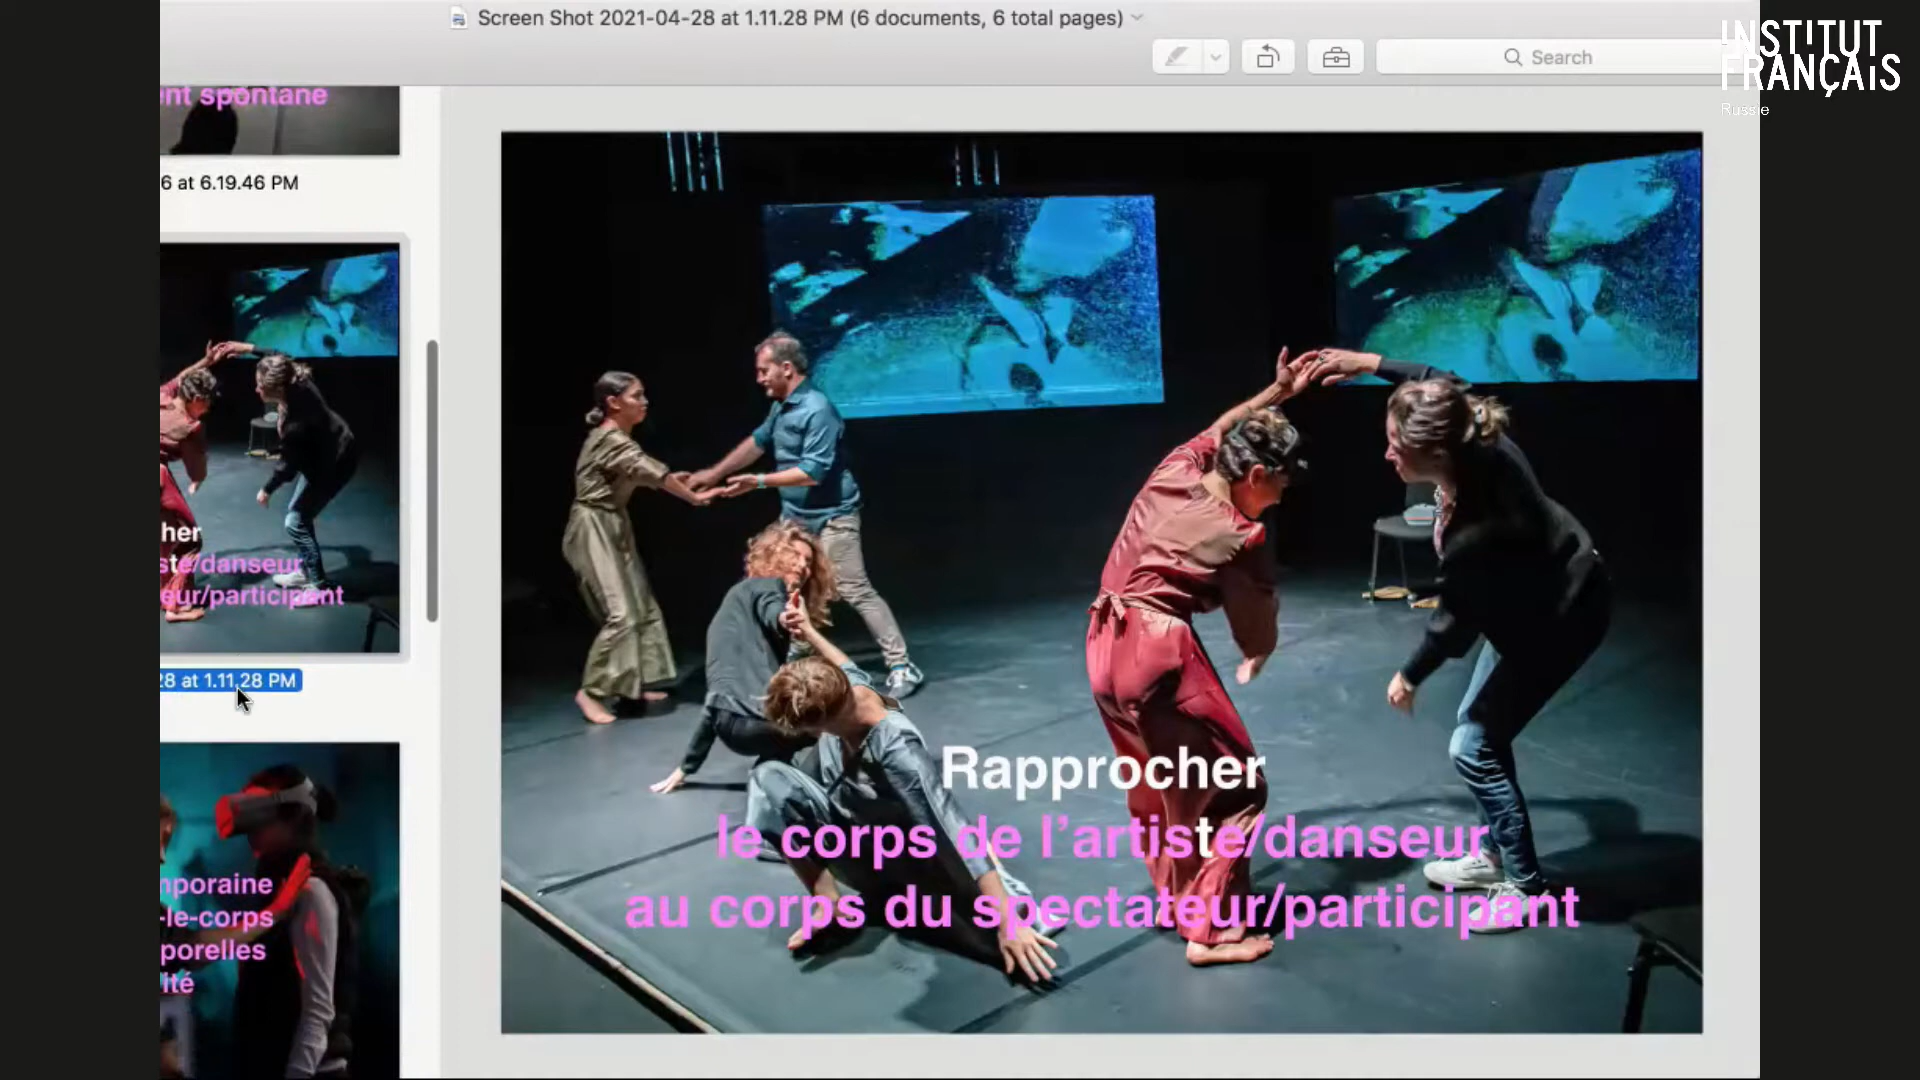 Screen Shot 2021-04-28 at 1.11.28 PM (6 documents, 6 total pages)
Search
INSTITUT
FRANÇAIS
Russie
nt spontane
6 at 6.19.46 PM
her
ste/danseur
eur/participant
28 at 1.11.28 PM
mporaine
-le-corps
porelles
ité
Rapprocher
le corps de l'artiste/danseur
au corps du spectateur/participant